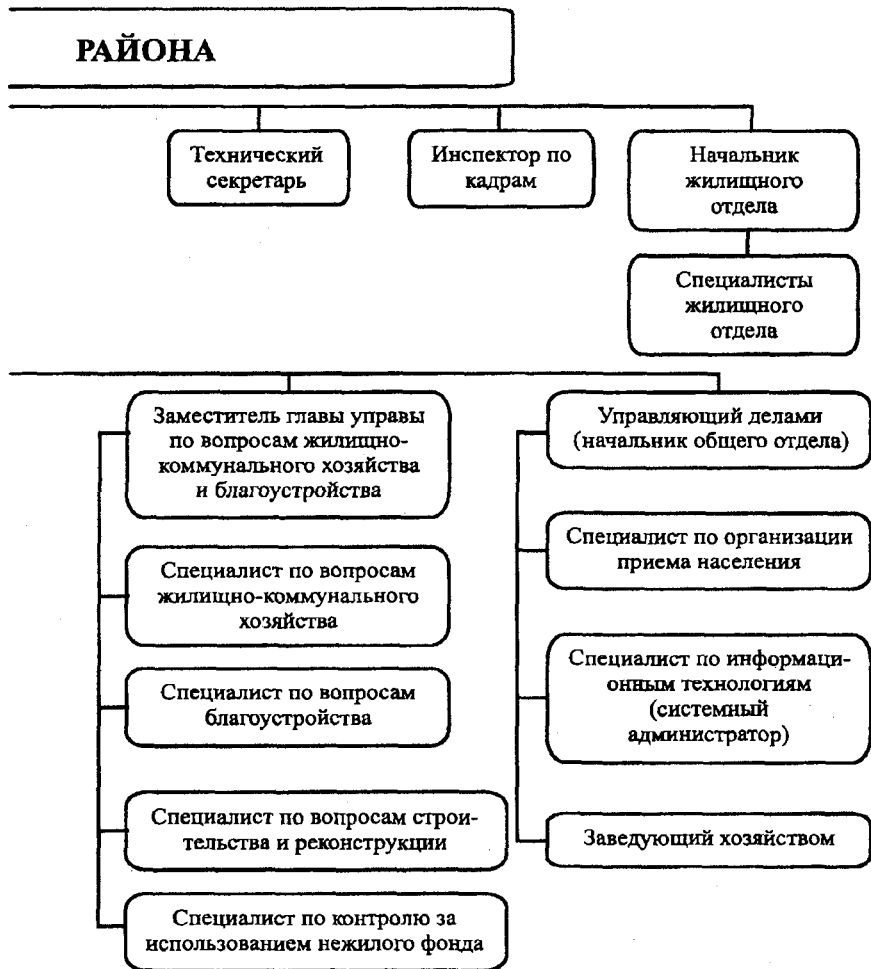 РАЙОНА
Технический
секретарь
Инспектор по
кадрам
Начальник
жилищного
отдела
Специалисты
жилищного
отдела
Заместитель главы управы
по вопросам жилищно-
коммунального хозяйства
и благоустройства
Специалист по вопросам
жилищно-коммунального
хозяйства
Специалист по вопросам
благоустройства
Специалист по вопросам строи-
тельства и реконструкции
Специалист по контролю за
использованием нежилого фонда
Управляющий делами
(начальник общего отдела)
Специалист по организации
приема населения
Специалист по информаци-
онным технологиям
(системный
администратор)
Заведующий хозяйством